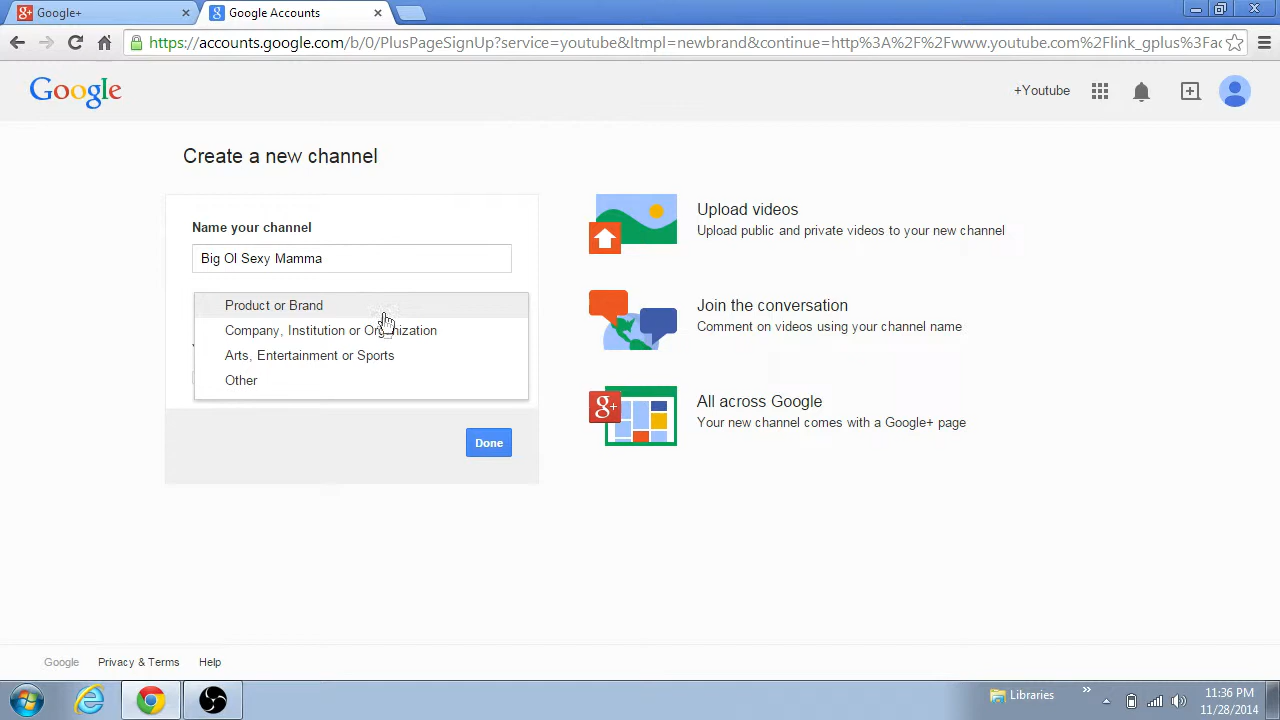 Google+
Google Accounts
https://accounts.google.com/b/0/PlusPageSignUp?service=youtube&ltmpl=newbrand&continue=http%3A%2F%2Fwww.youtube.com%2Flink_gplus%3Fac
Google
+Youtube
Create a new channel
Name your channel
Big Ol Sexy Mamma
Product or Brand
Company, Institution or Organization
Arts, Entertainment or Sports
Other
Done
Upload videos
Upload public and private videos to your new channel
Join the conversation
Comment on videos using your channel name
All across Google
Your new channel comes with a Google+ page
Google
Privacy & Terms
Help
Libraries
11:36 PM
11/28/2014